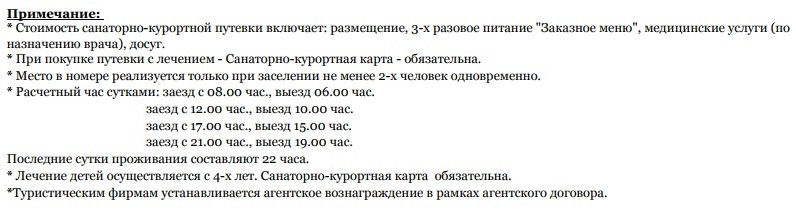 Примечание:
* Стоимость санаторно-курортной путевки включает: размещение, 3-х разовое питание "Заказное меню", медицинские услуги (по
назначению врача), досуг.
* При покупке путевки с лечением - Санаторно-курортная карта - обязательна.
* Место в номере реализуется только при заселении не менее 2-х человек одновременно.
* Расчетный час сутками: заезд с 08.00 час., выезд 06.00 час.
заезд с 12.00 час., выезд 10.00 час.
заезд с 17.00 час., выезд 15.00 час.
заезд с 21.00 час., выезд 19.00 час.
Последние сутки проживания составляют 22 часа.
* Лечение детей осуществляется с 4-х лет. Санаторно-курортная карта обязательна.
*Туристическим фирмам устанавливается агентское вознаграждение в рамках агентского договора.